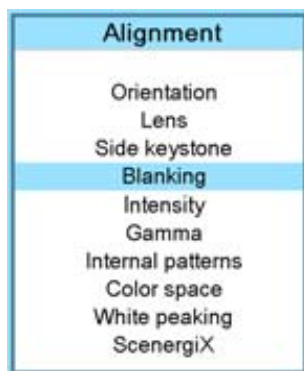 Alignment
Orientation
Lens
Side keystone
Blanking
Intensity
Gamma
Internal patterns
Color space
White peaking
ScenergiX